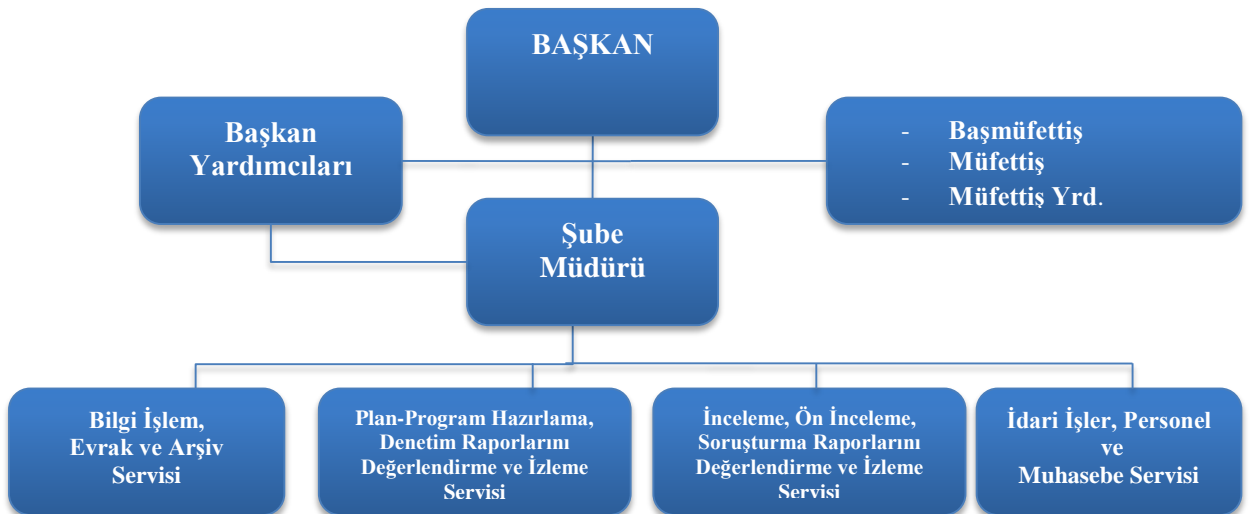 BAŞKAN
Başkan
Yardımcıları
- Başmüfettiş
- Müfettiş
- Müfettiş Yrd.
Şube
Müdürü
Bilgi İşlem,
Evrak ve Arşiv
Servisi
Plan-Program Hazırlama,
Denetim Raporlarını
Değerlendirme ve İzleme
Servisi
İnceleme, Ön İnceleme,
Soruşturma Raporlarını
Değerlendirme ve İzleme
Servisi
İdari İşler, Personel
ve
Muhasebe Servisi